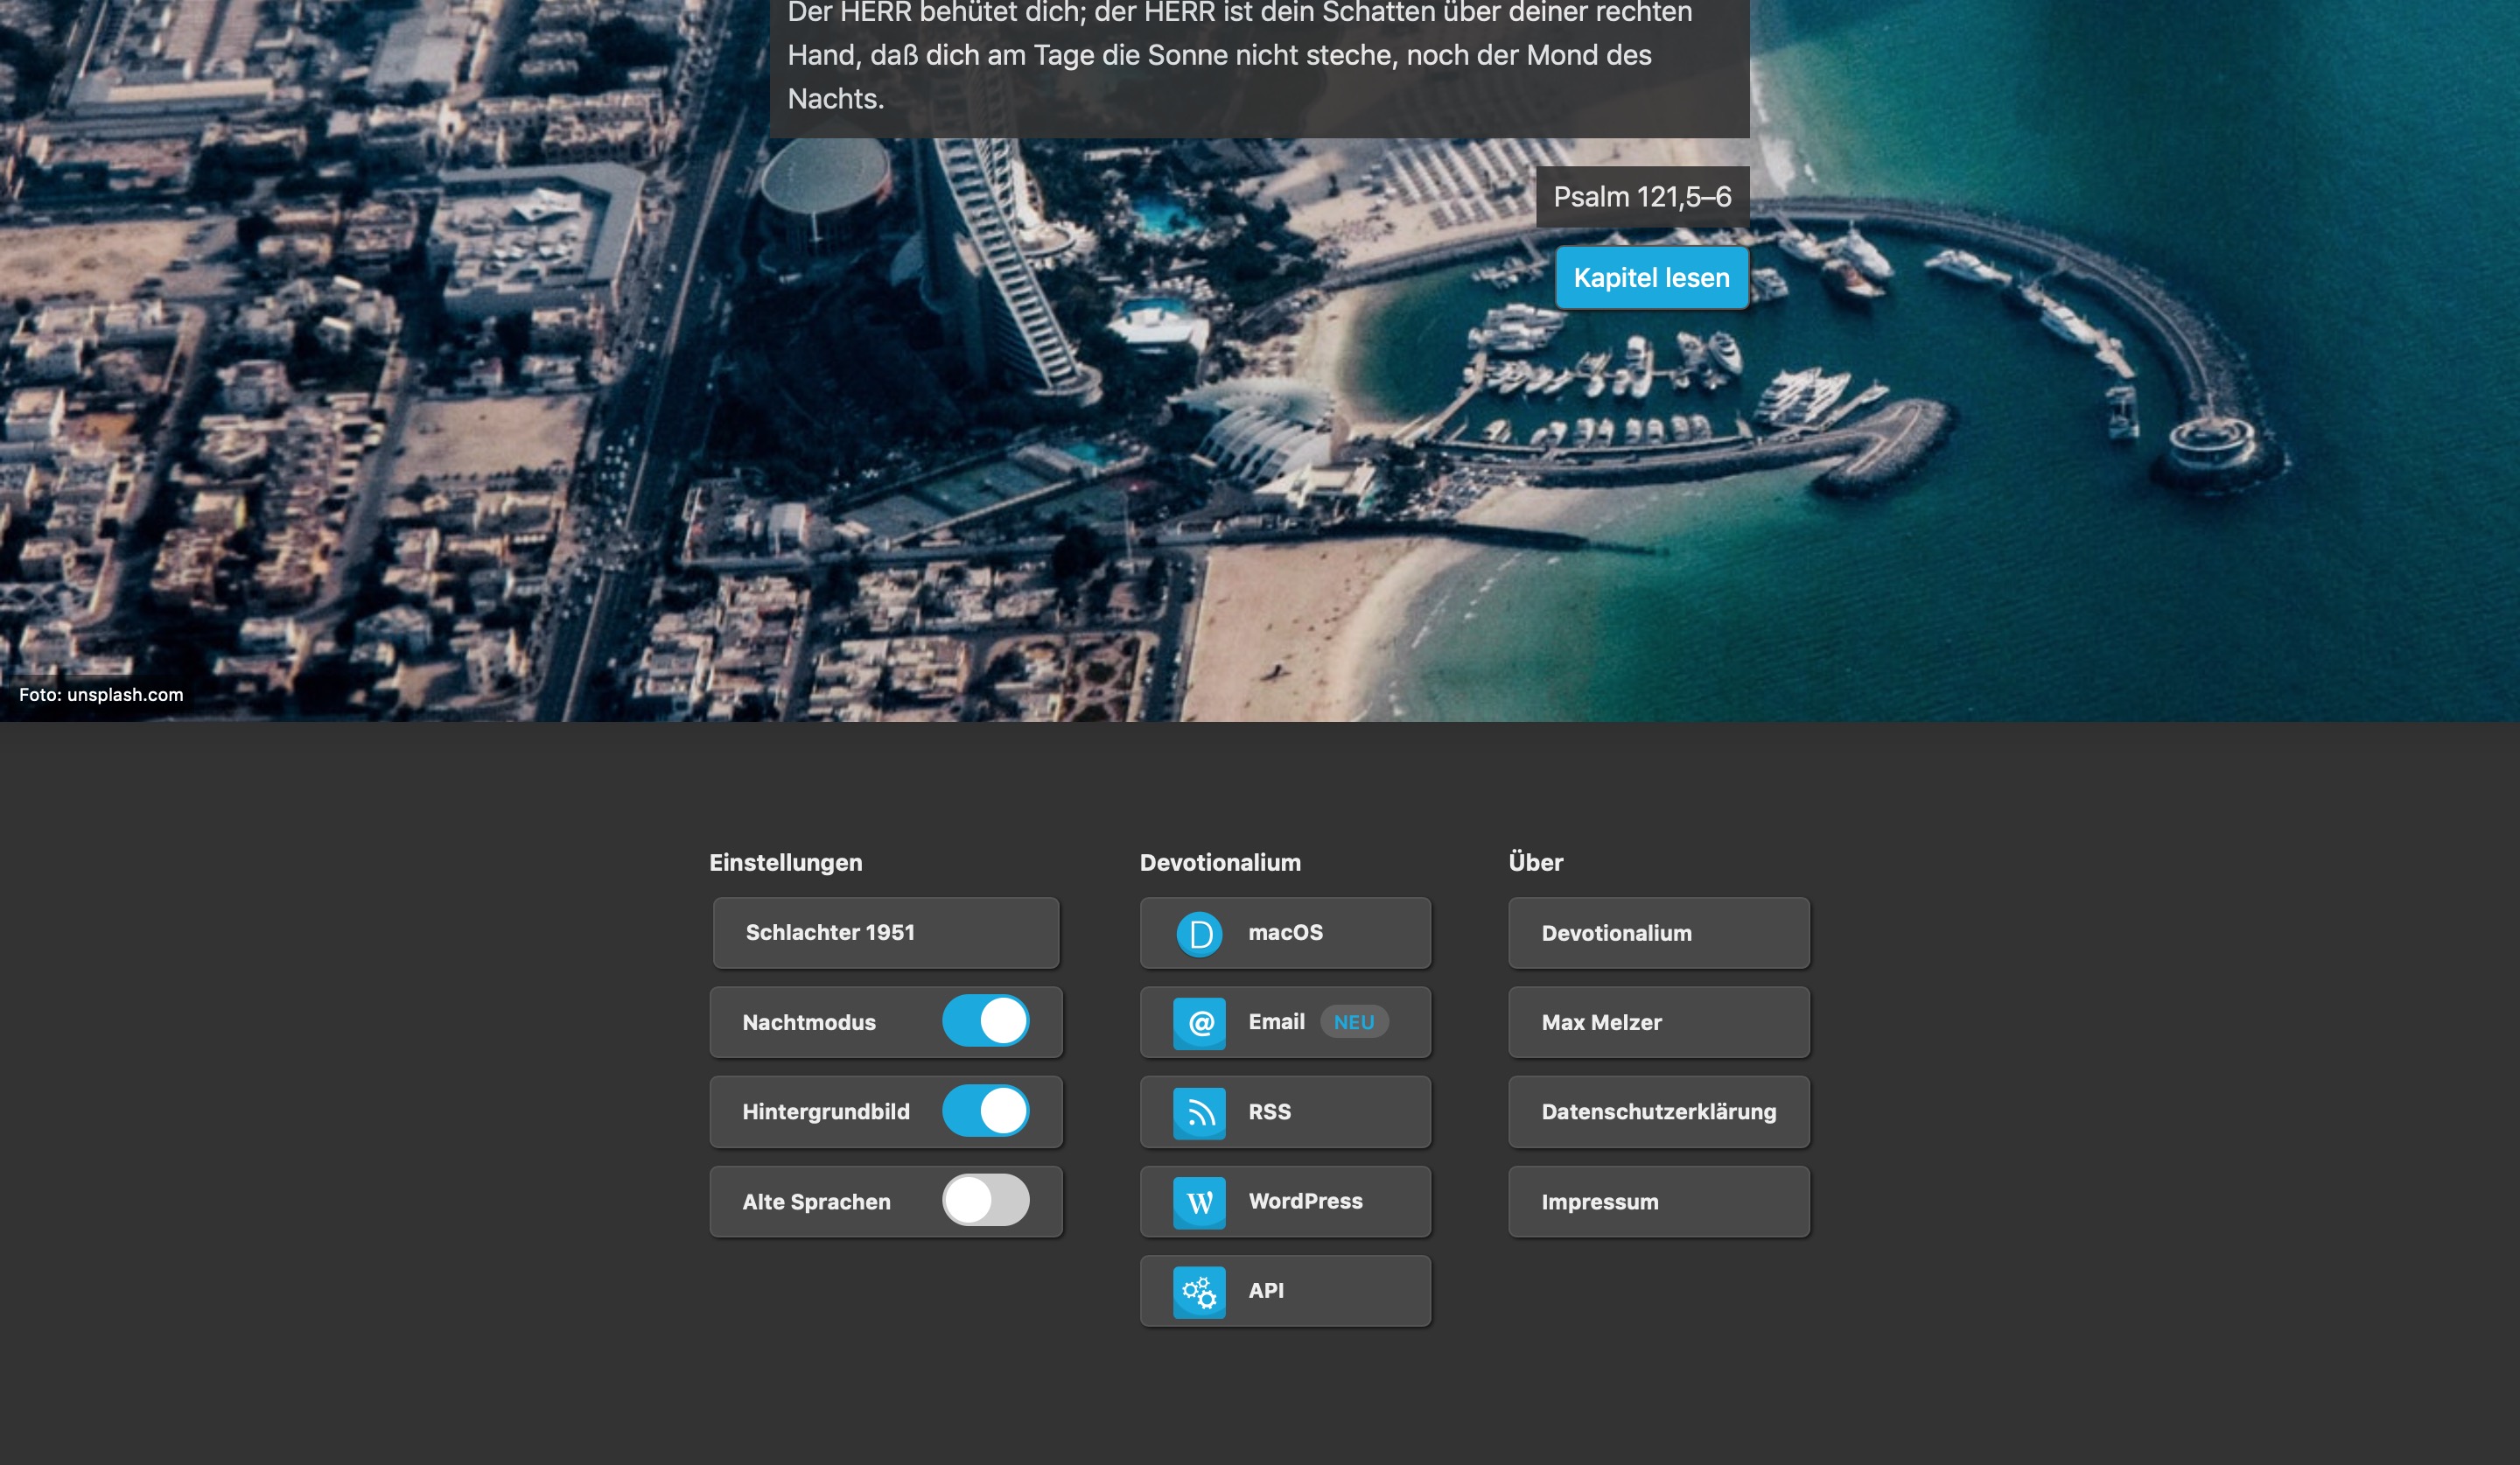 Der HERR behütet dich; der HERR ist dein Schatten über deiner rechten
Hand, daß dich am Tage die Sonne nicht steche, noch der Mond des
Nachts.
Psalm 121,5–6
Kapitel lesen
Foto: unsplash.com
Einstellungen
Schlachter 1951
Nachtmodus
Hintergrundbild
Alte Sprachen
Devotionalium
D macOS
@ Email NEU
RSS
W WordPress
API
Über
Devotionalium
Max Melzer
Datenschutzerklärung
Impressum